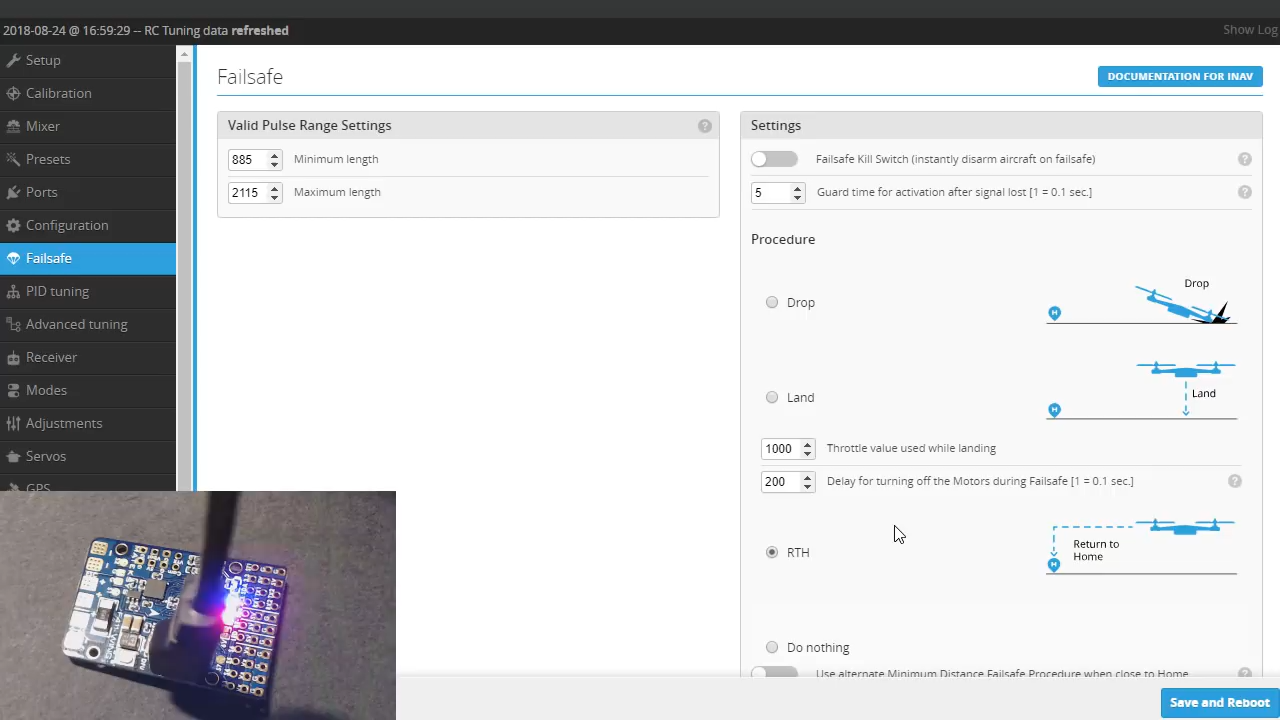 2018-08-24 @ 16:59:29 -- RC Tuning data refreshed
Show Log
Setup
Calibration
Mixer
Presets
Ports
Configuration
Failsafe
PID tuning
Advanced tuning
Receiver
Modes
Adjustments
Servos
GPS
Failsafe
DOCUMENTATION FOR INAV
Valid Pulse Range Settings
?
885 Minimum length
2115 Maximum length
Settings
Failsafe Kill Switch (instantly disarm aircraft on failsafe)
?
5 Guard time for activation after signal lost [1 = 0.1 sec.]
?
Procedure
Drop
Drop
H
Land
Land
H
1000 Throttle value used while landing
200 Delay for turning off the Motors during Failsafe [1 = 0.1 sec.]
?
RTH
Return to
Home
H
Do nothing
Use alternate Minimum Distance Failsafe Procedure when close to Home
?
Save and Reboot